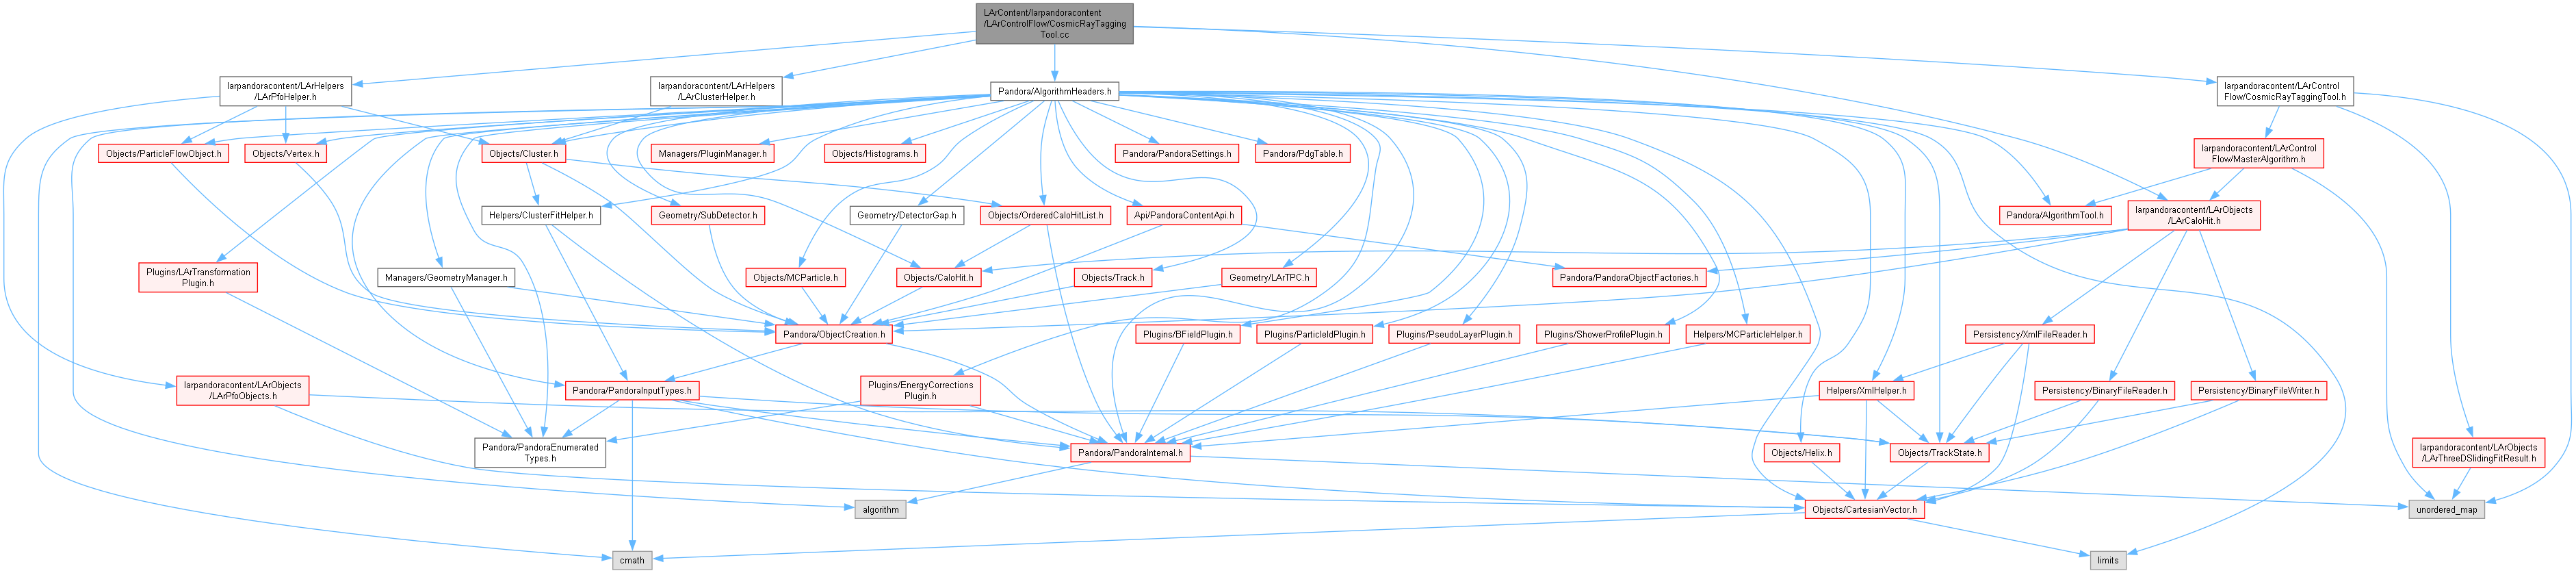 LArContent/larpandoracontent
/LArControlFlow/CosmicRayTagging
Tool.cc
larpandoracontent/LArHelpers
/LArPfoHelper.h
larpandoracontent/LArHelpers
/LArClusterHelper.h
Pandora/AlgorithmHeaders.h
larpandoracontent/LArControl
Flow/CosmicRayTaggingTool.h
Objects/ParticleFlowObject.h
Objects/Vertex.h
Objects/Cluster.h
Managers/PluginManager.h
Objects/Histograms.h
Pandora/PandoraSettings.h
Pandora/PdgTable.h
larpandoracontent/LArControl
Flow/MasterAlgorithm.h
Helpers/ClusterFitHelper.h
Geometry/SubDetector.h
Geometry/DetectorGap.h
Objects/OrderedCaloHitList.h
Api/PandoraContentApi.h
Pandora/AlgorithmTool.h
larpandoracontent/LArObjects
/LArCaloHit.h
Plugins/LArTransformation
Plugin.h
Managers/GeometryManager.h
Objects/MCParticle.h
Objects/CaloHit.h
Objects/Track.h
Geometry/LArTPC.h
Pandora/PandoraObjectFactories.h
Pandora/ObjectCreation.h
Plugins/BFieldPlugin.h
Plugins/ParticleIdPlugin.h
Plugins/PseudoLayerPlugin.h
Plugins/ShowerProfilePlugin.h
Helpers/MCParticleHelper.h
Persistency/XmlFileReader.h
larpandoracontent/LArObjects
/LArPfoObjects.h
Pandora/PandoraInputTypes.h
Plugins/EnergyCorrections
Plugin.h
Helpers/XmlHelper.h
Persistency/BinaryFileReader.h
Persistency/BinaryFileWriter.h
Pandora/PandoraEnumerated
Types.h
Pandora/PandoraInternal.h
Objects/Helix.h
Objects/TrackState.h
larpandoracontent/LArObjects
/LArThreeDSlidingFitResult.h
algorithm
Objects/CartesianVector.h
unordered_map
cmath
limits